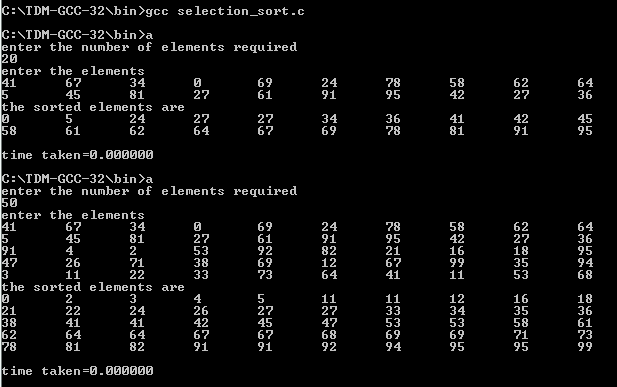 C:\TDM-GCC-32\bin>gcc selection_sort.c
C:\TDM-GCC-32\bin>a
enter the number of elements required
20
enter the elements
41 67 34 0 69 24 78 58 62 64
5 45 81 27 61 91 95 42 27 36
the sorted elements are
0 5 24 27 27 34 36 41 42 45
58 61 62 64 67 69 78 81 91 95
time taken=0.000000
C:\TDM-GCC-32\bin>a
enter the number of elements required
50
enter the elements
41 67 34 0 69 24 78 58 62 64
5 45 81 27 61 91 95 42 27 36
91 4 2 53 92 82 21 16 18 95
47 26 71 38 69 12 67 99 35 94
3 11 22 33 73 64 41 11 53 68
the sorted elements are
0 2 3 4 5 11 11 12 16 18
21 22 24 26 27 27 33 34 35 36
38 41 41 42 45 47 53 53 58 61
62 64 64 67 67 68 69 69 71 73
78 81 82 91 91 92 94 95 95 99
time taken=0.000000